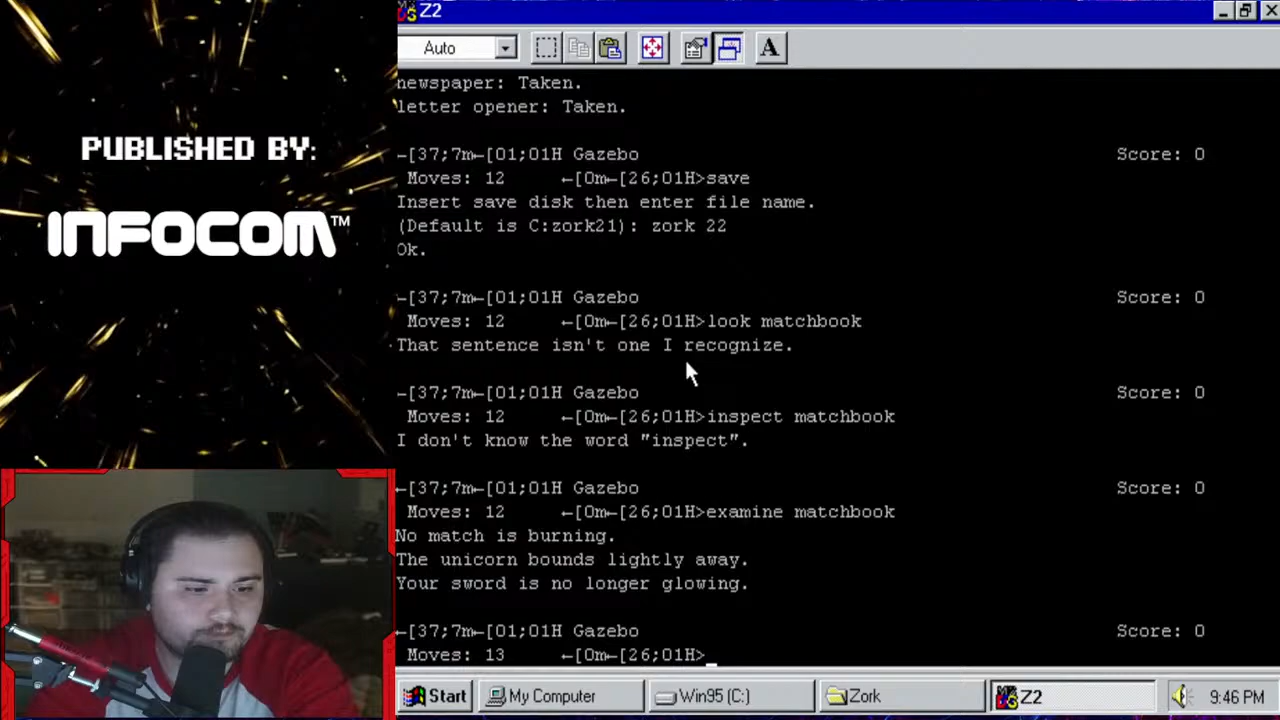 Z2
PUBLISHED BY:
INFOCOM™
Auto
A
newspaper: Taken.
letter opener: Taken.
←[37;7m←[01;01H Gazebo Score: 0
Moves: 12 ←[0m←[26;01H>save
Insert save disk then enter file name.
(Default is C:zork21): zork 22
Ok.
←[37;7m←[01;01H Gazebo Score: 0
Moves: 12 ←[0m←[26;01H>look matchbook
That sentence isn't one I recognize.
←[37;7m←[01;01H Gazebo Score: 0
Moves: 12 ←[0m←[26;01H>inspect matchbook
I don't know the word "inspect".
←[37;7m←[01;01H Gazebo Score: 0
Moves: 12 ←[0m←[26;01H>examine matchbook
No match is burning.
The unicorn bounds lightly away.
Your sword is no longer glowing.
←[37;7m←[01;01H Gazebo Score: 0
Moves: 13 ←[0m←[26;01H>
Start My Computer Win95 (C:) Zork Z2 9:46 PM